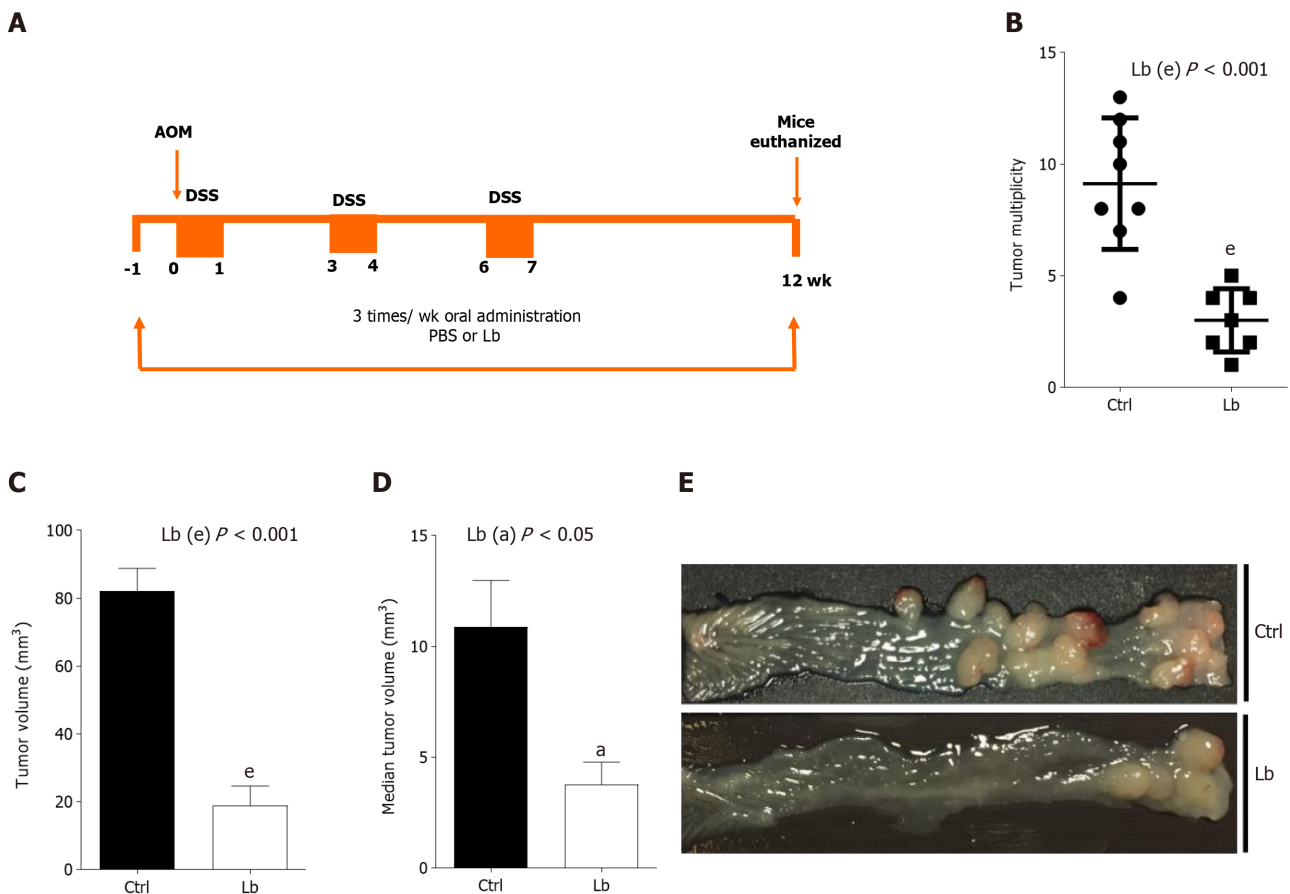 A
AOM
DSS
DSS
DSS
Mice
euthanized
-1
0
1
3
4
6
7
12 wk
3 times/ wk oral administration
PBS or Lb
B
Lb (e) P < 0.001
Tumor multiplicity
15
10
5
0
e
Ctrl
Lb
C
Lb (e) P < 0.001
Tumor volume (mm³)
100
80
60
40
20
0
e
Ctrl
Lb
D
Lb (a) P < 0.05
Median tumor volume (mm³)
15
10
5
0
a
Ctrl
Lb
E
Ctrl
Lb